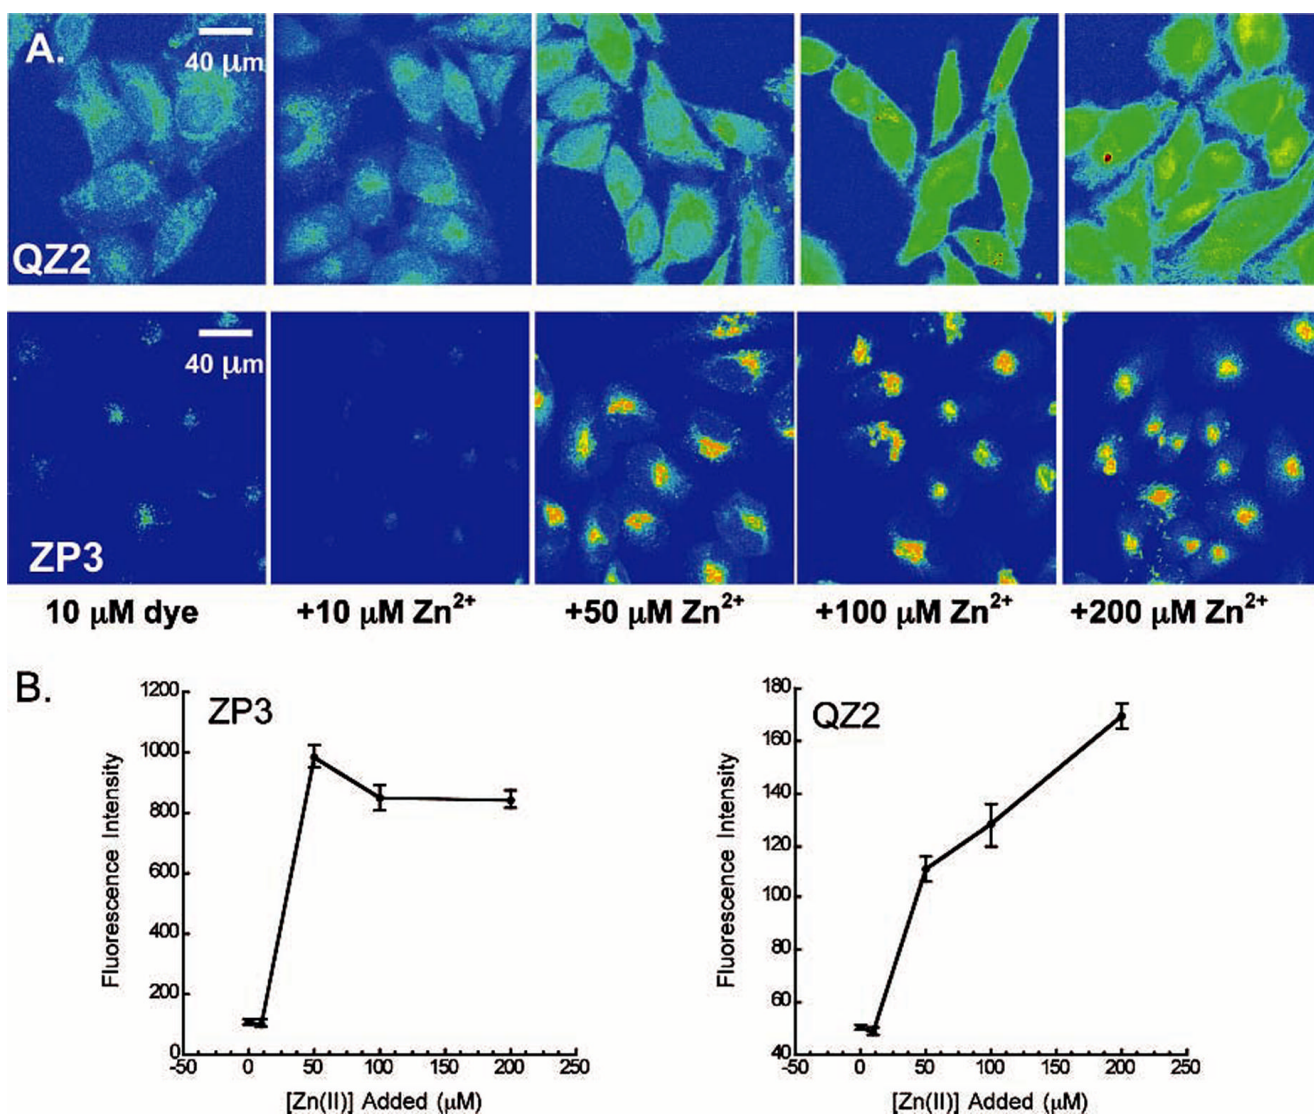 A.
40 μm
QZ2
40 μm
ZP3
10 μM dye
+10 μM Zn²⁺
+50 μM Zn²⁺
+100 μM Zn²⁺
+200 μM Zn²⁺
B.
ZP3
Fluorescence Intensity
1200
1000
800
600
400
200
0
-50 0 50 100 150 200 250
[Zn(II)] Added (μM)
QZ2
Fluorescence Intensity
180
160
140
120
100
80
60
40
-50 0 50 100 150 200 250
[Zn(II)] Added (μM)